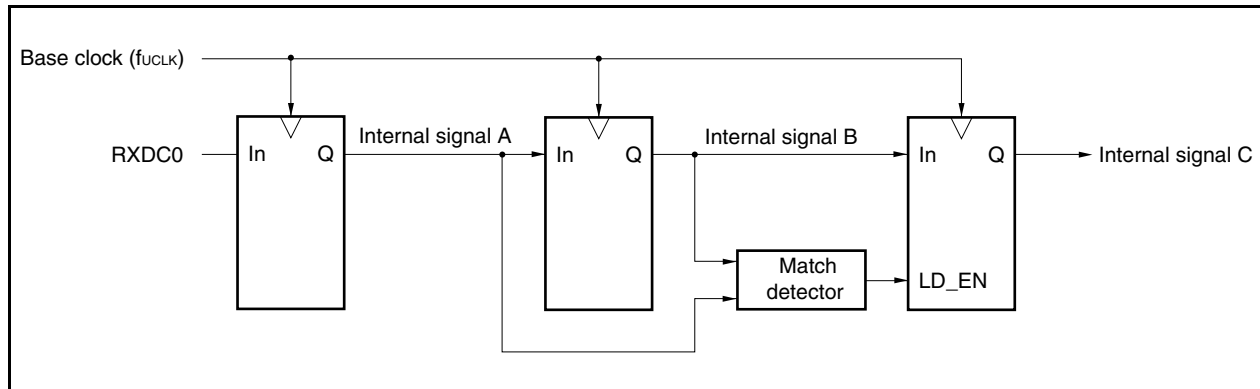 Base clock (fUCLK)
RXDC0
In
Q
Internal signal A
In
Q
Internal signal B
In
Q
Internal signal C
LD_EN
Match
detector